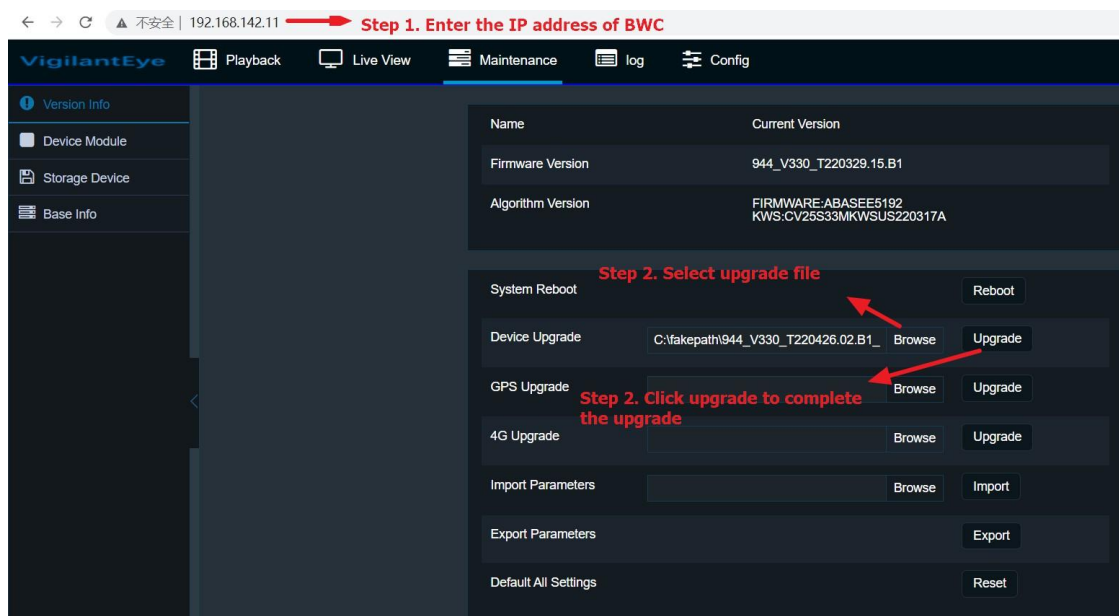 不安全 | 192.168.142.11 Step 1. Enter the IP address of BWC
VigilantEye Playback Live View Maintenance log Config
Version Info
Device Module
Storage Device
Base Info
Name Current Version
Firmware Version 944_V330_T220329.15.B1
Algorithm Version FIRMWARE:ABASEE5192
KWS:CV25S33MKWSUS220317A
Step 2. Select upgrade file
System Reboot Reboot
Device Upgrade C:\fakepath\944_V330_T220426.02.B1_ Browse Upgrade
GPS Upgrade Browse Upgrade
Step 2. Click upgrade to complete
the upgrade
4G Upgrade Browse Upgrade
Import Parameters Browse Import
Export Parameters Export
Default All Settings Reset